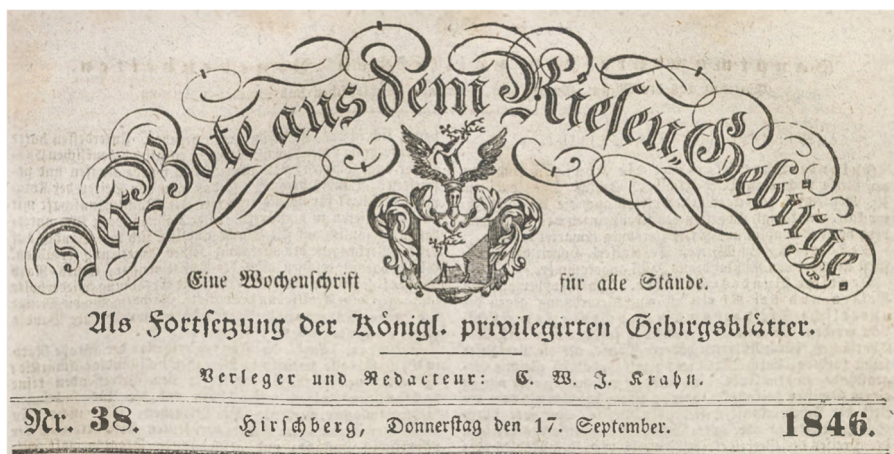 Der Bote aus dem Riesen-Gebirge.
Eine Wochenschrift für alle Stände.
Als Fortsetzung der Königl. privilegirten Gebirgsblätter.
Verleger und Redacteur: C. W. J. Krahn.
Nr. 38. Hirschberg, Donnerstag den 17. September. 1846.